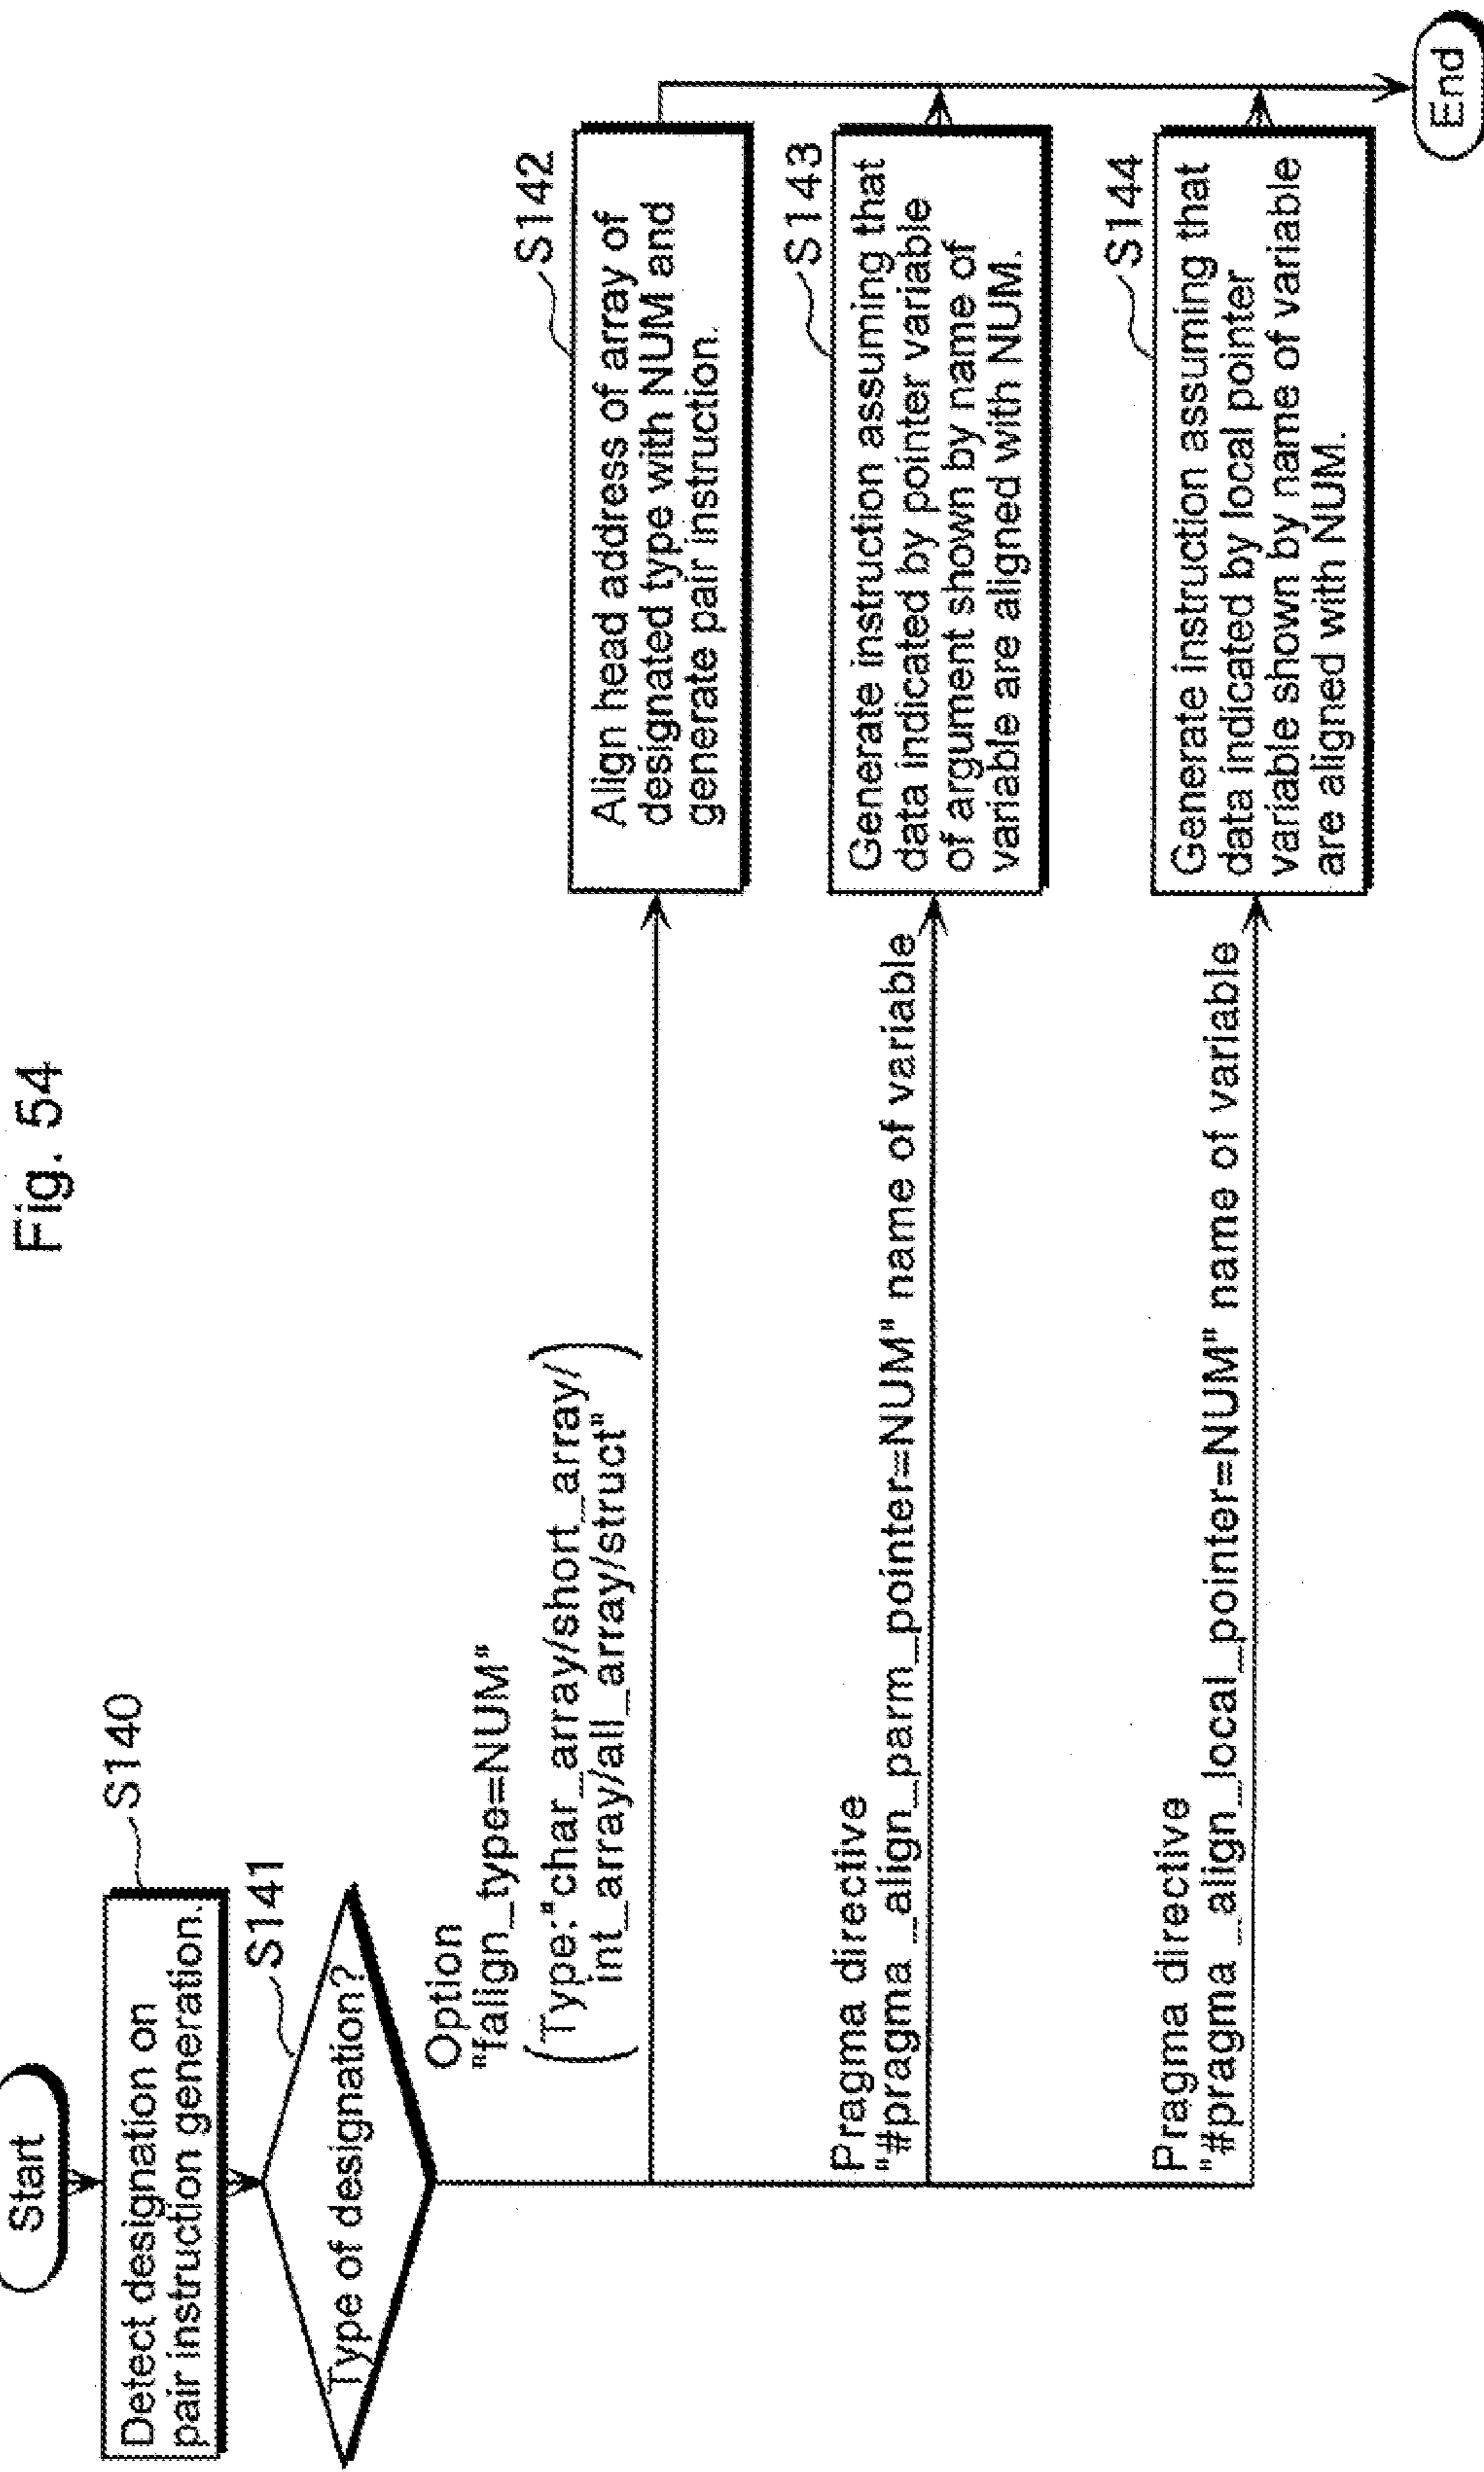 Fig. 54
Start
S140
Detect designation on
pair instruction generation.
S141
Type of designation?
Option
"falign_type=NUM"
(Type:"char_array/short_array/
int_array/all_array/struct")
S142
Align head address of array of
designated type with NUM and
generate pair instruction.
Pragma directive
"#pragma _align_parm_pointer=NUM" name of variable
S143
Generate instruction assuming that
data indicated by pointer variable
of argument shown by name of
variable are aligned with NUM.
Pragma directive
"#pragma _align_local_pointer=NUM" name of variable
S144
Generate instruction assuming that
data indicated by local pointer
variable shown by name of variable
are aligned with NUM.
End